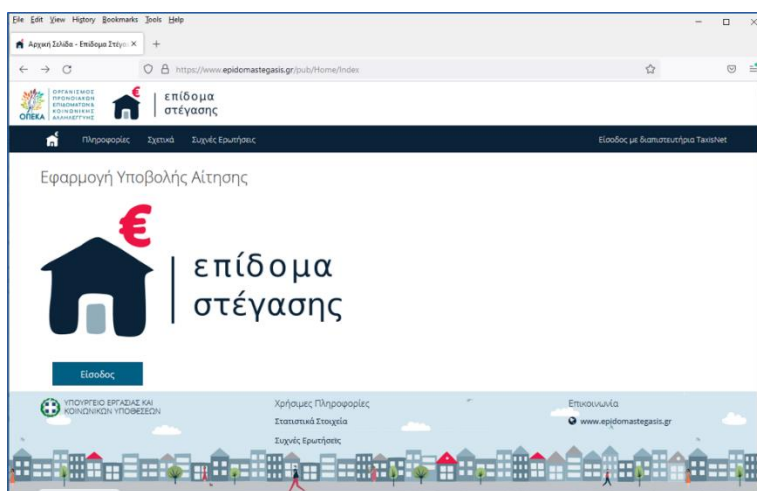 File Edit View History Bookmarks Tools Help
Αρχική Σελίδα - Επίδομα Στέγασ
https://www.epidomastegasis.gr/pub/Home/Index
ΟΠΕΚΑ
ΟΡΓΑΝΙΣΜΟΣ
ΠΡΟΝΟΙΑΚΩΝ
ΕΠΙΔΟΜΑΤΩΝ &
ΚΟΙΝΩΝΙΚΗΣ
ΑΛΛΗΛΕΓΓΥΗΣ
€
επίδομα
στέγασης
Πληροφορίες Σχετικά Συχνές Ερωτήσεις Είσοδος με διαπιστευτήρια TaxisNet
Εφαρμογή Υποβολής Αίτησης
€
επίδομα
στέγασης
Είσοδος
ΥΠΟΥΡΓΕΙΟ ΕΡΓΑΣΙΑΣ ΚΑΙ
ΚΟΙΝΩΝΙΚΩΝ ΥΠΟΘΕΣΕΩΝ
Χρήσιμες Πληροφορίες
Στατιστικά Στοιχεία
Συχνές Ερωτήσεις
Επικοινωνία
www.epidomastegasis.gr